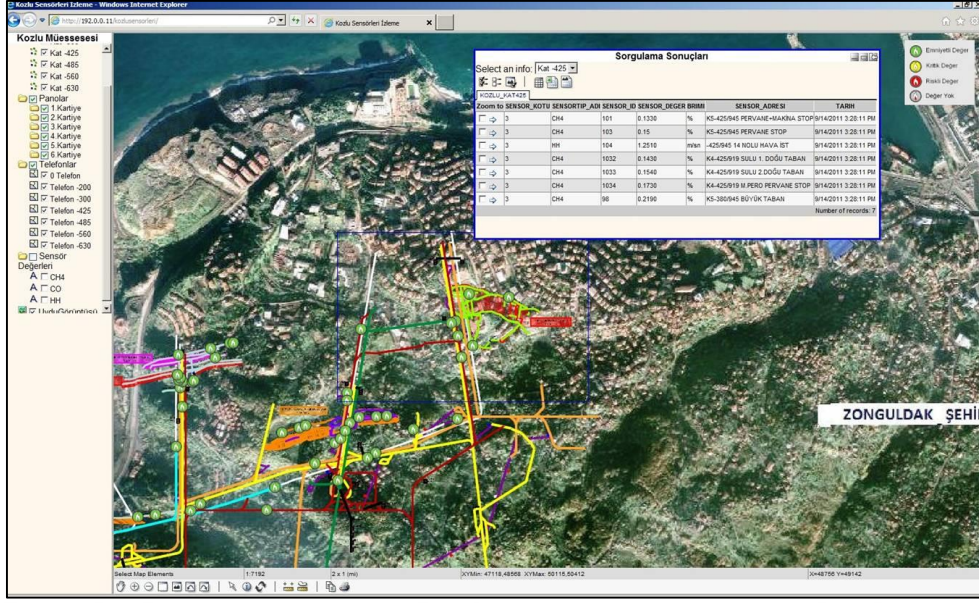 Kozlu Sensörleri İzleme - Windows Internet Explorer
http://192.0.0.11/kozlusensorleri/
Kozlu Sensörleri İzleme
Kozlu Müessesesi
Kat -425
Kat -485
Kat -560
Kat -630
Panolar
1.Kartiye
2.Kartiye
3.Kartiye
4.Kartiye
5.Kartiye
6.Kartiye
Telefonlar
0 Telefon
Telefon -200
Telefon -300
Telefon -425
Telefon -485
Telefon -560
Telefon -630
Sensör
Değerleri
A CH4
A CO
A HH
UyduGörüntüsü
Sorgulama Sonuçları
Select an info: Kat -425
KOZLU_KAT425
Zoom to SENSOR_KOTU SENSORTIP_ADI SENSOR_ID SENSOR_DEGER BRIMI SENSOR_ADRESI TARIH
3 CH4 101 0.1330 % K5-425/945 PERVANE+MAKİNA STOP 9/14/2011 3:28:11 PM
3 CH4 103 0.15 % K5-425/945 PERVANE STOP 9/14/2011 3:28:11 PM
3 HH 104 1.2510 m/sn -425/945 14 NOLU HAVA İST 9/14/2011 3:28:11 PM
3 CH4 1032 0.1430 % K4-425/919 SULU 1. DOĞU TABAN 9/14/2011 3:28:11 PM
3 CH4 1033 0.1540 % K4-425/919 SULU 2.DOĞU TABAN 9/14/2011 3:28:11 PM
3 CH4 1034 0.1730 % K4-425/919 M.PERO PERVANE STOP 9/14/2011 3:28:11 PM
3 CH4 98 0.2190 % K5-380/945 BÜYÜK TABAN 9/14/2011 3:28:11 PM
Number of records: 7
Emniyetli Değer
Kritik Değer
Riskli Değer
Değer Yok
ZONGULDAK ŞEHİ
Select Map Elements 1:7192 2 x 1 (mi) XYMin: 47118,48568 XYMax: 50115,50412 X=48756 Y=49142